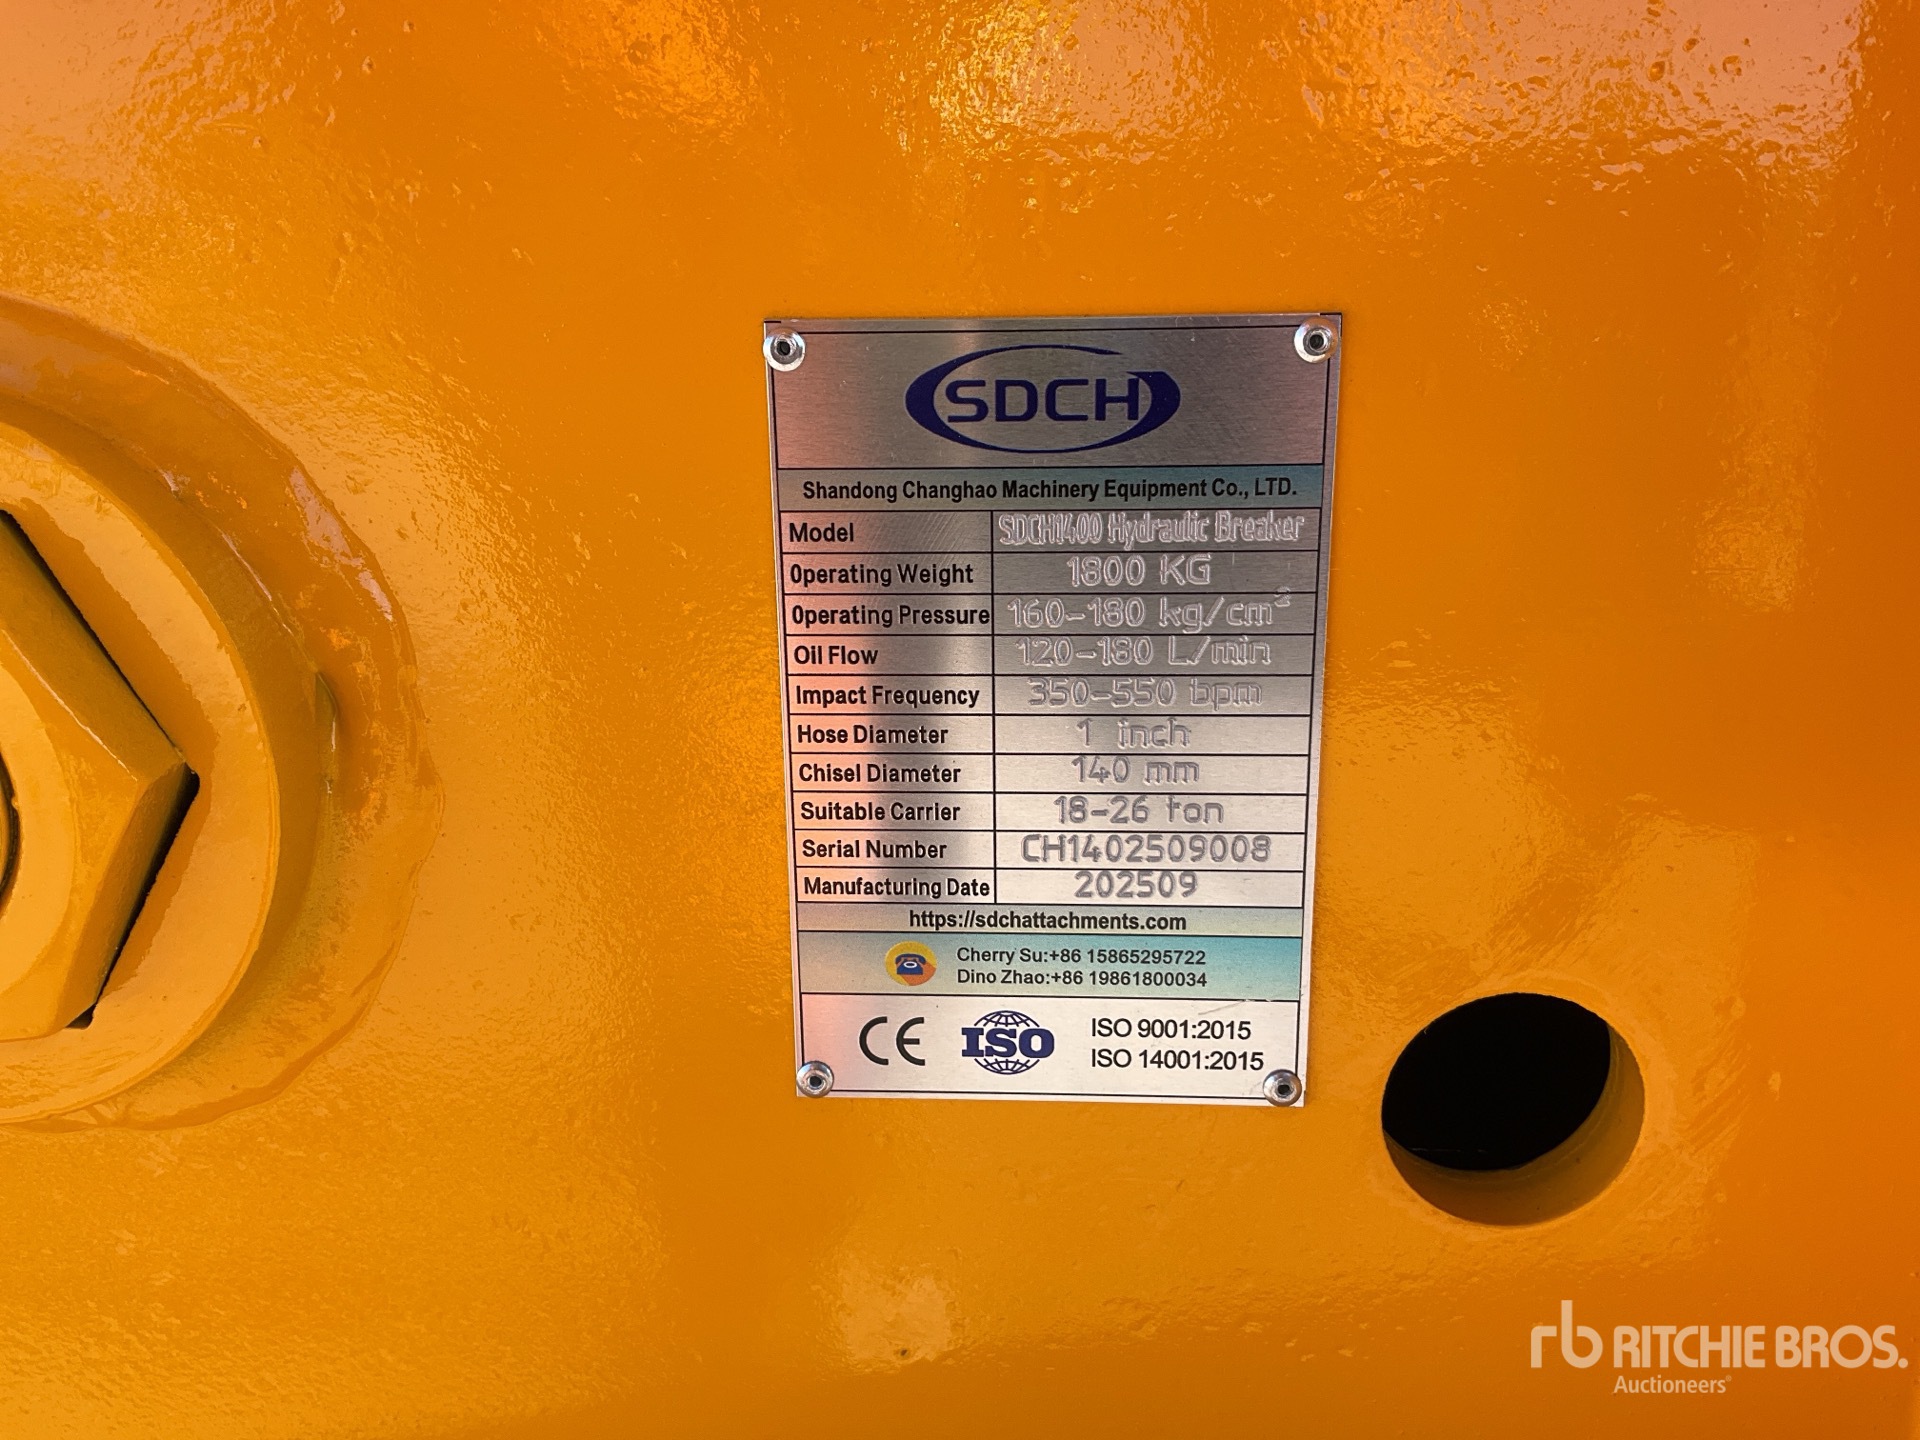 SDCH
Shandong Changhao Machinery Equipment Co., LTD.
Model SDCH1400 Hydraulic Breaker
Operating Weight 1800 KG
Operating Pressure 160-180 kg/cm²
Oil Flow 120-180 L/min
Impact Frequency 350-550 bpm
Hose Diameter 1 inch
Chisel Diameter 140 mm
Suitable Carrier 18-26 ton
Serial Number CH1402509008
Manufacturing Date 202509
https://sdchattachments.com
Cherry Su:+86 15865295722
Dino Zhao:+86 19861800034
CE ISO ISO 9001:2015
ISO 14001:2015
rb RITCHIE BROS.
Auctioneers®